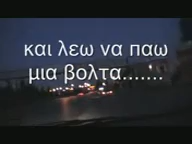 και λεω να παω
μια βολτα.......